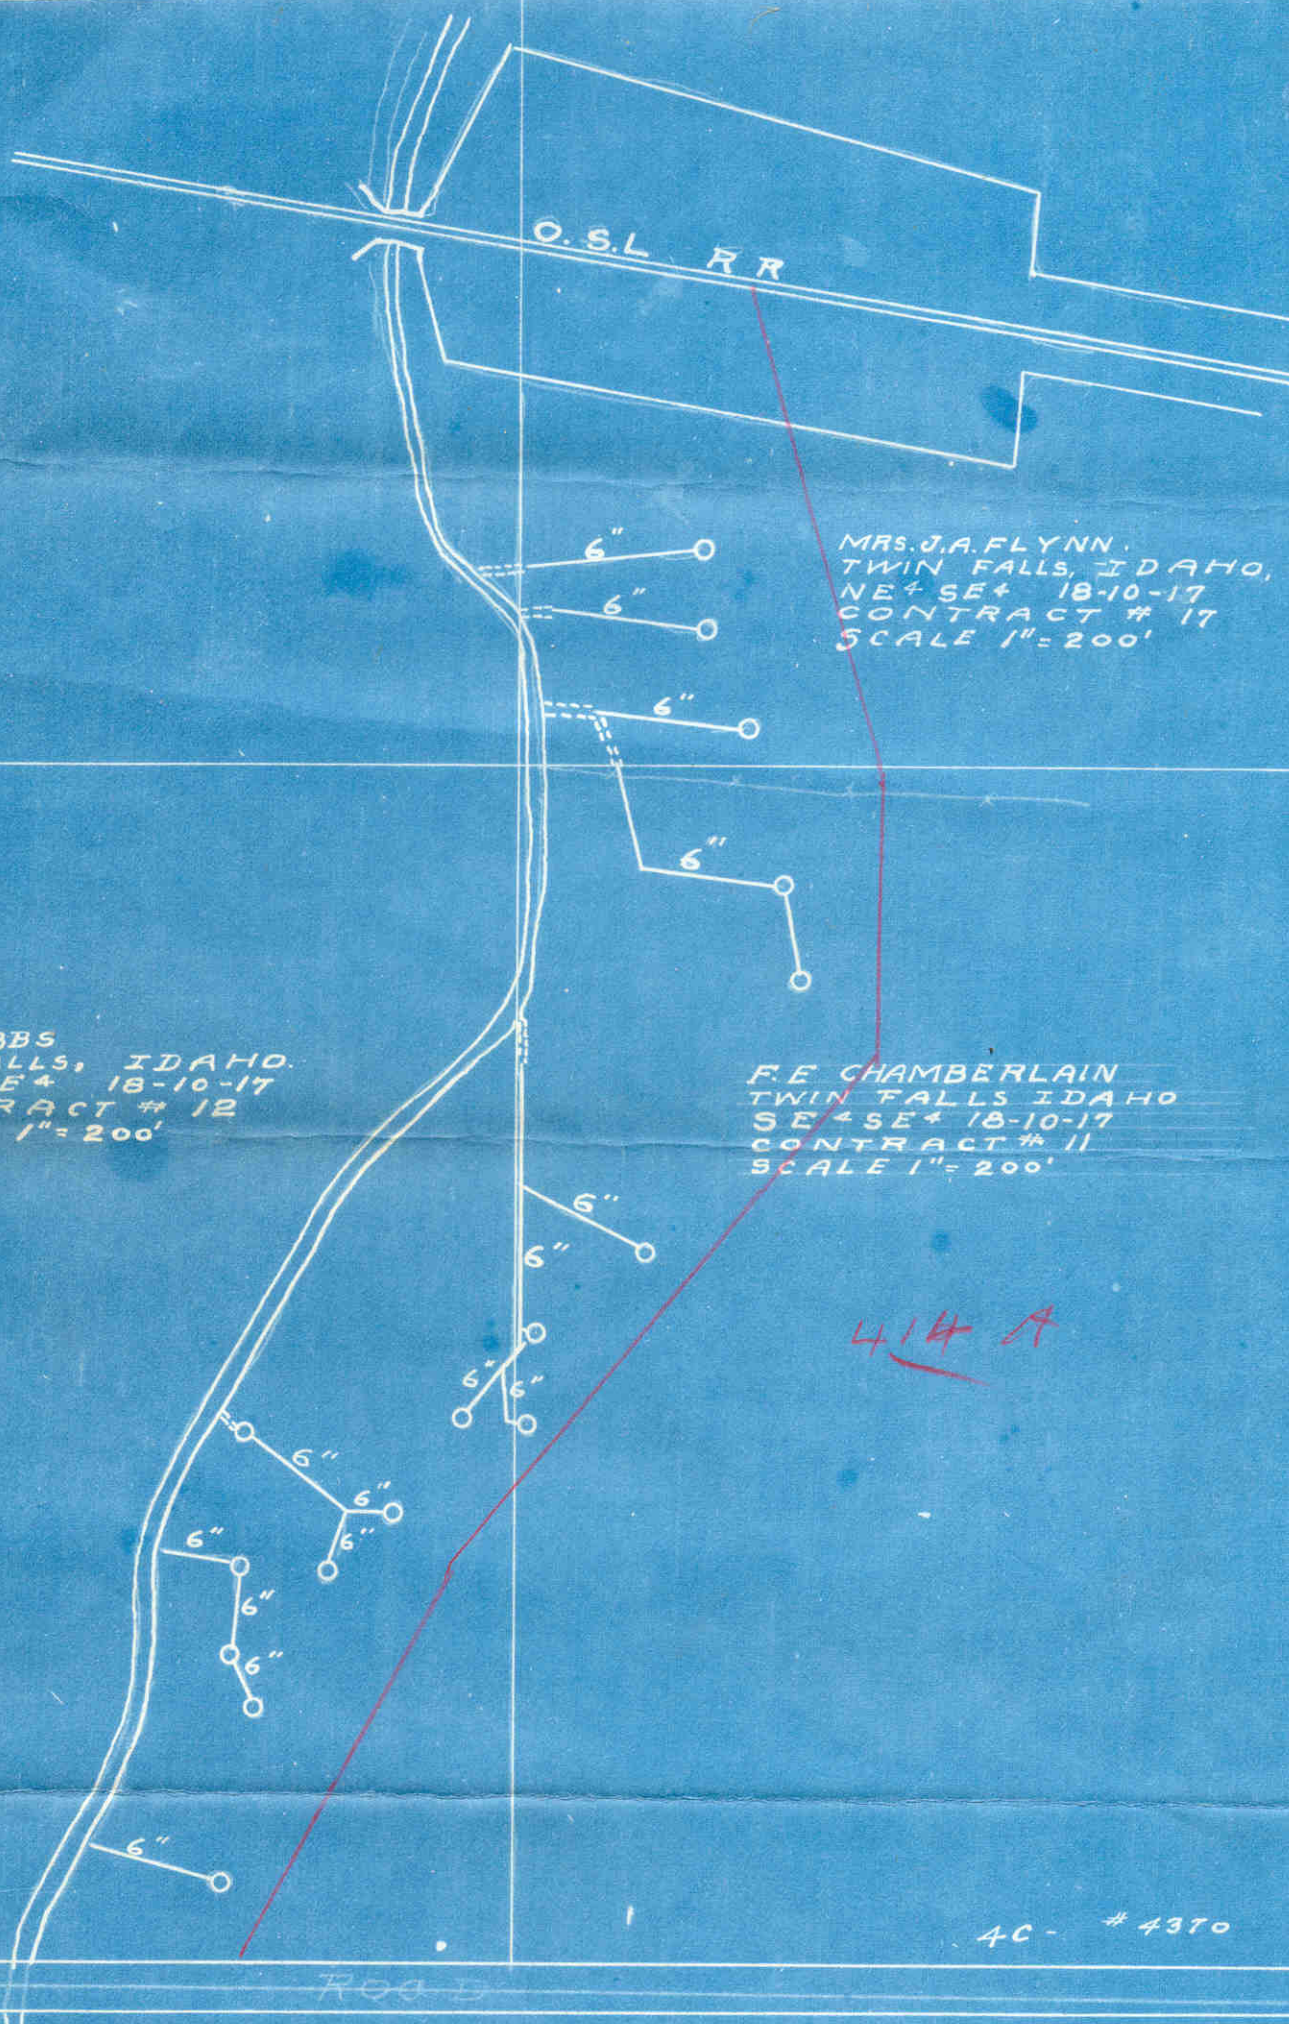 O.S.L RR
6"
MRS. J.A. FLYNN.
TWIN FALLS, IDAHO,
NE4 SE4 18-10-17
CONTRACT # 17
SCALE 1"=200'
6"
6"
6"
BBS
LLS, IDAHO.
E4 18-10-17
RACT # 12
1"=200'
F.E CHAMBERLAIN
TWIN FALLS IDAHO
SE4 SE4 18-10-17
CONTRACT # 11
SCALE 1"=200'
6"
6"
414 A
6"
6"
6"
6"
6"
6"
6"
6"
6"
4C- #4370
ROAD